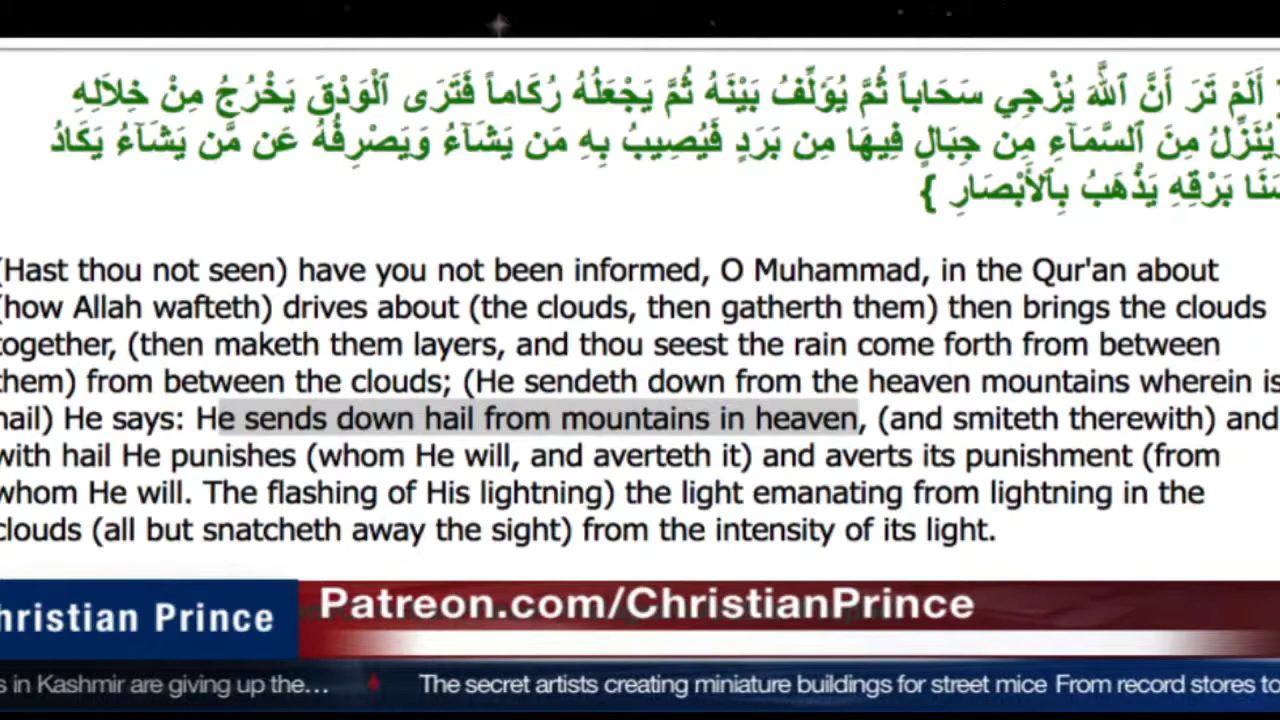 أَلَمْ تَرَ أَنَّ ٱللَّهَ يُزْجِي سَحَاباً ثُمَّ يُؤَلِّفُ بَيْنَهُ ثُمَّ يَجْعَلُهُ رُكَاماً فَتَرَى ٱلْوَدْقَ يَخْرُجُ مِنْ خِلاَلِهِ
يُنَزِّلُ مِنَ ٱلسَّمَآءِ مِن جِبَالٍ فِيهَا مِن بَرَدٍ فَيُصِيبُ بِهِ مَن يَشَآءُ وَيَصْرِفُهُ عَن مَّن يَشَآءُ يَكَادُ
سَنَا بَرْقِهِ يَذْهَبُ بِٱلأَبْصَارِ }
(Hast thou not seen) have you not been informed, O Muhammad, in the Qur'an about
(how Allah wafteth) drives about (the clouds, then gatherth them) then brings the clouds
together, (then maketh them layers, and thou seest the rain come forth from between
them) from between the clouds; (He sendeth down from the heaven mountains wherein is
hail) He says: He sends down hail from mountains in heaven, (and smiteth therewith) and
with hail He punishes (whom He will, and averteth it) and averts its punishment (from
whom He will. The flashing of His lightning) the light emanating from lightning in the
clouds (all but snatcheth away the sight) from the intensity of its light.
Christian Prince
Patreon.com/ChristianPrince
s in Kashmir are giving up the... The secret artists creating miniature buildings for street mice From record stores to